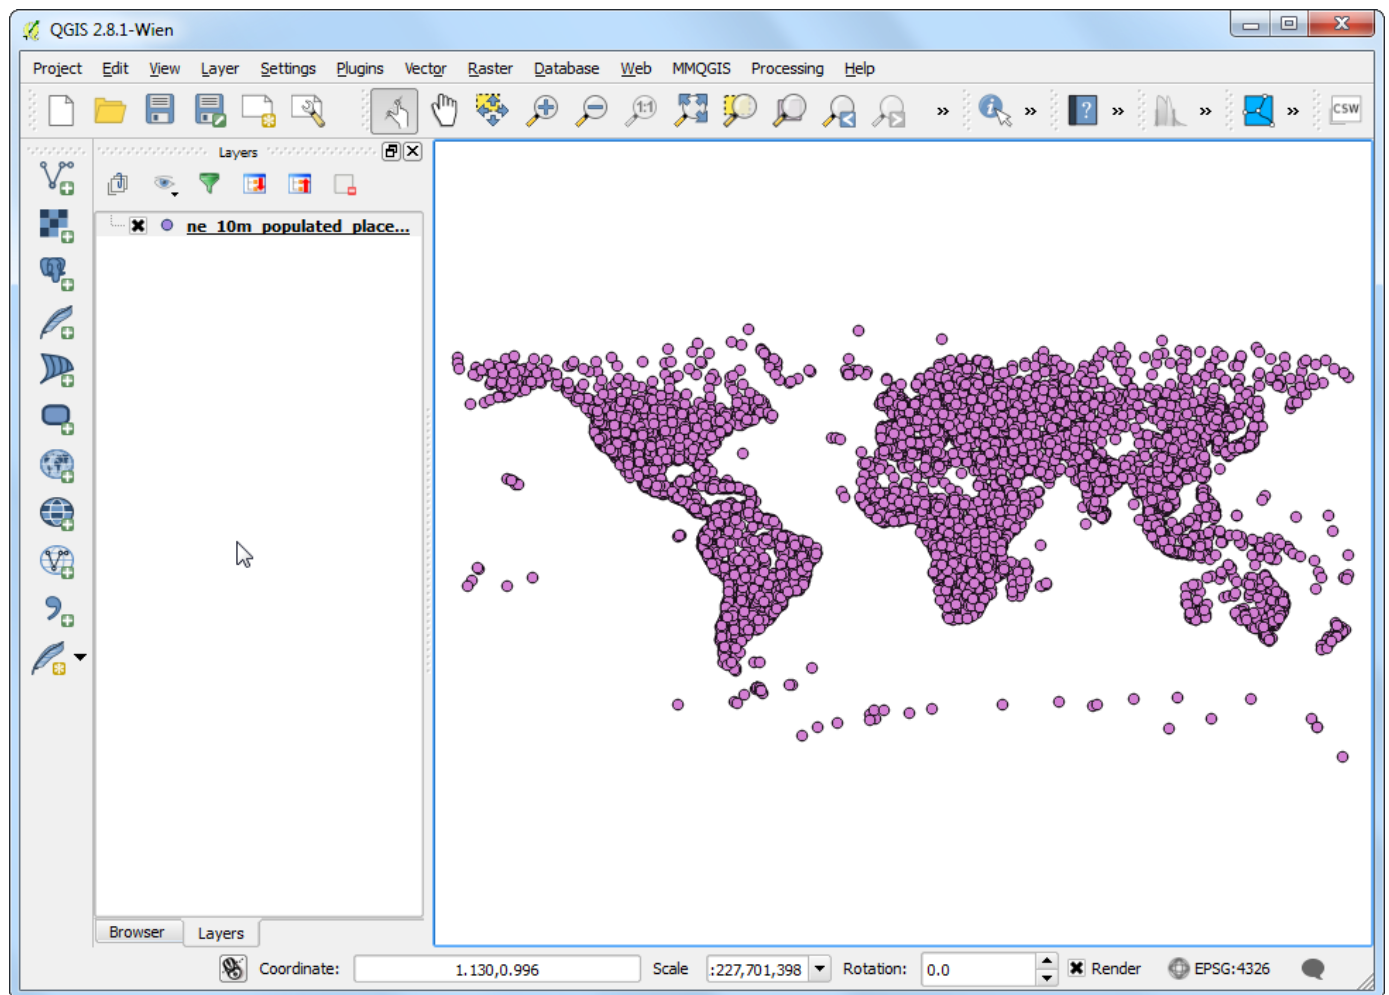 QGIS 2.8.1-Wien
Project Edit View Layer Settings Plugins Vector Raster Database Web MMQGIS Processing Help
1:1 ? CSW
Layers
ne_10m_populated_place...
Browser Layers
Coordinate: 1.130,0.996 Scale :227,701,398 Rotation: 0.0 Render EPSG:4326